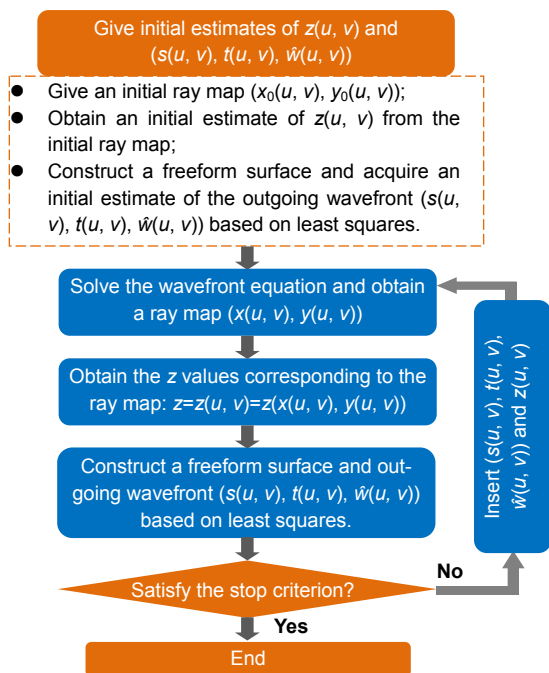 Give initial estimates of z(u, v) and
(s(u, v), t(u, v), ŵ(u, v))
● Give an initial ray map (x₀(u, v), y₀(u, v));
● Obtain an initial estimate of z(u, v) from the
initial ray map;
● Construct a freeform surface and acquire an
initial estimate of the outgoing wavefront (s(u,
v), t(u, v), ŵ(u, v)) based on least squares.
Solve the wavefront equation and obtain
a ray map (x(u, v), y(u, v))
Obtain the z values corresponding to the
ray map: z=z(u, v)=z(x(u, v), y(u, v))
Construct a freeform surface and out-
going wavefront (s(u, v), t(u, v), ŵ(u, v))
based on least squares.
Insert (s(u, v), t(u, v),
ŵ(u, v)) and z(u, v)
Satisfy the stop criterion?
No
Yes
End